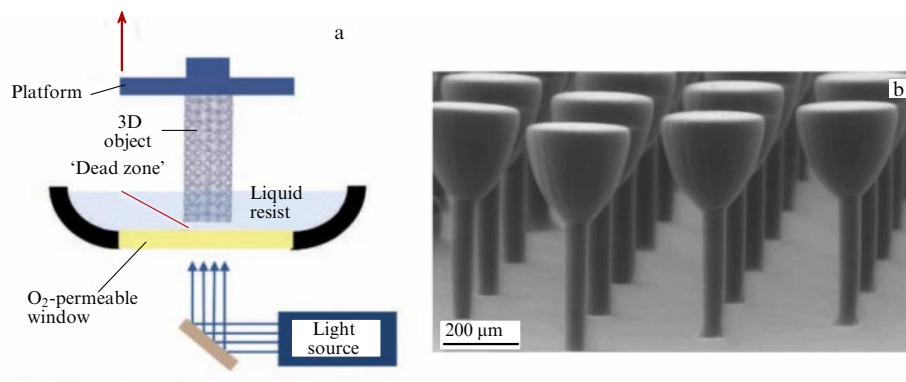 a
Platform
3D
object
‘Dead zone’
Liquid
resist
O₂-permeable
window
Light
source
b
200 µm